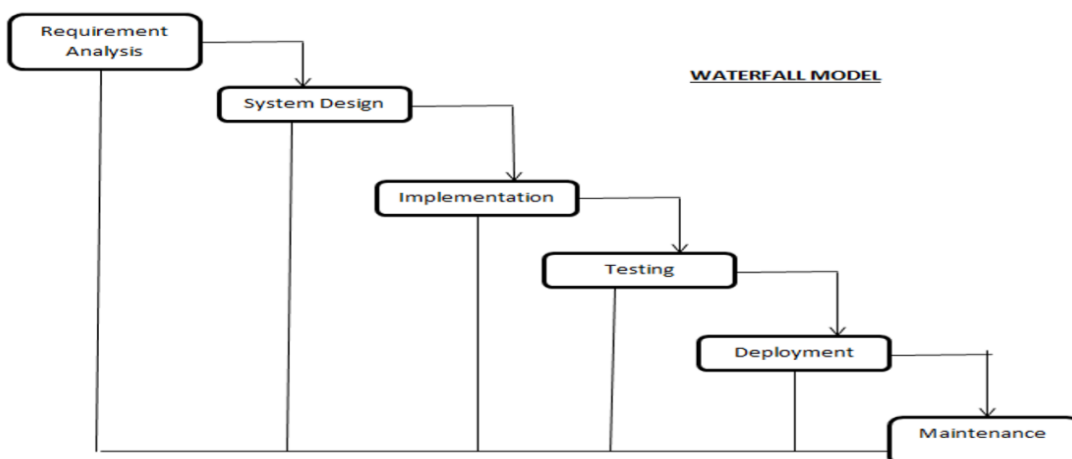 Requirement
Analysis
WATERFALL MODEL
System Design
Implementation
Testing
Deployment
Maintenance